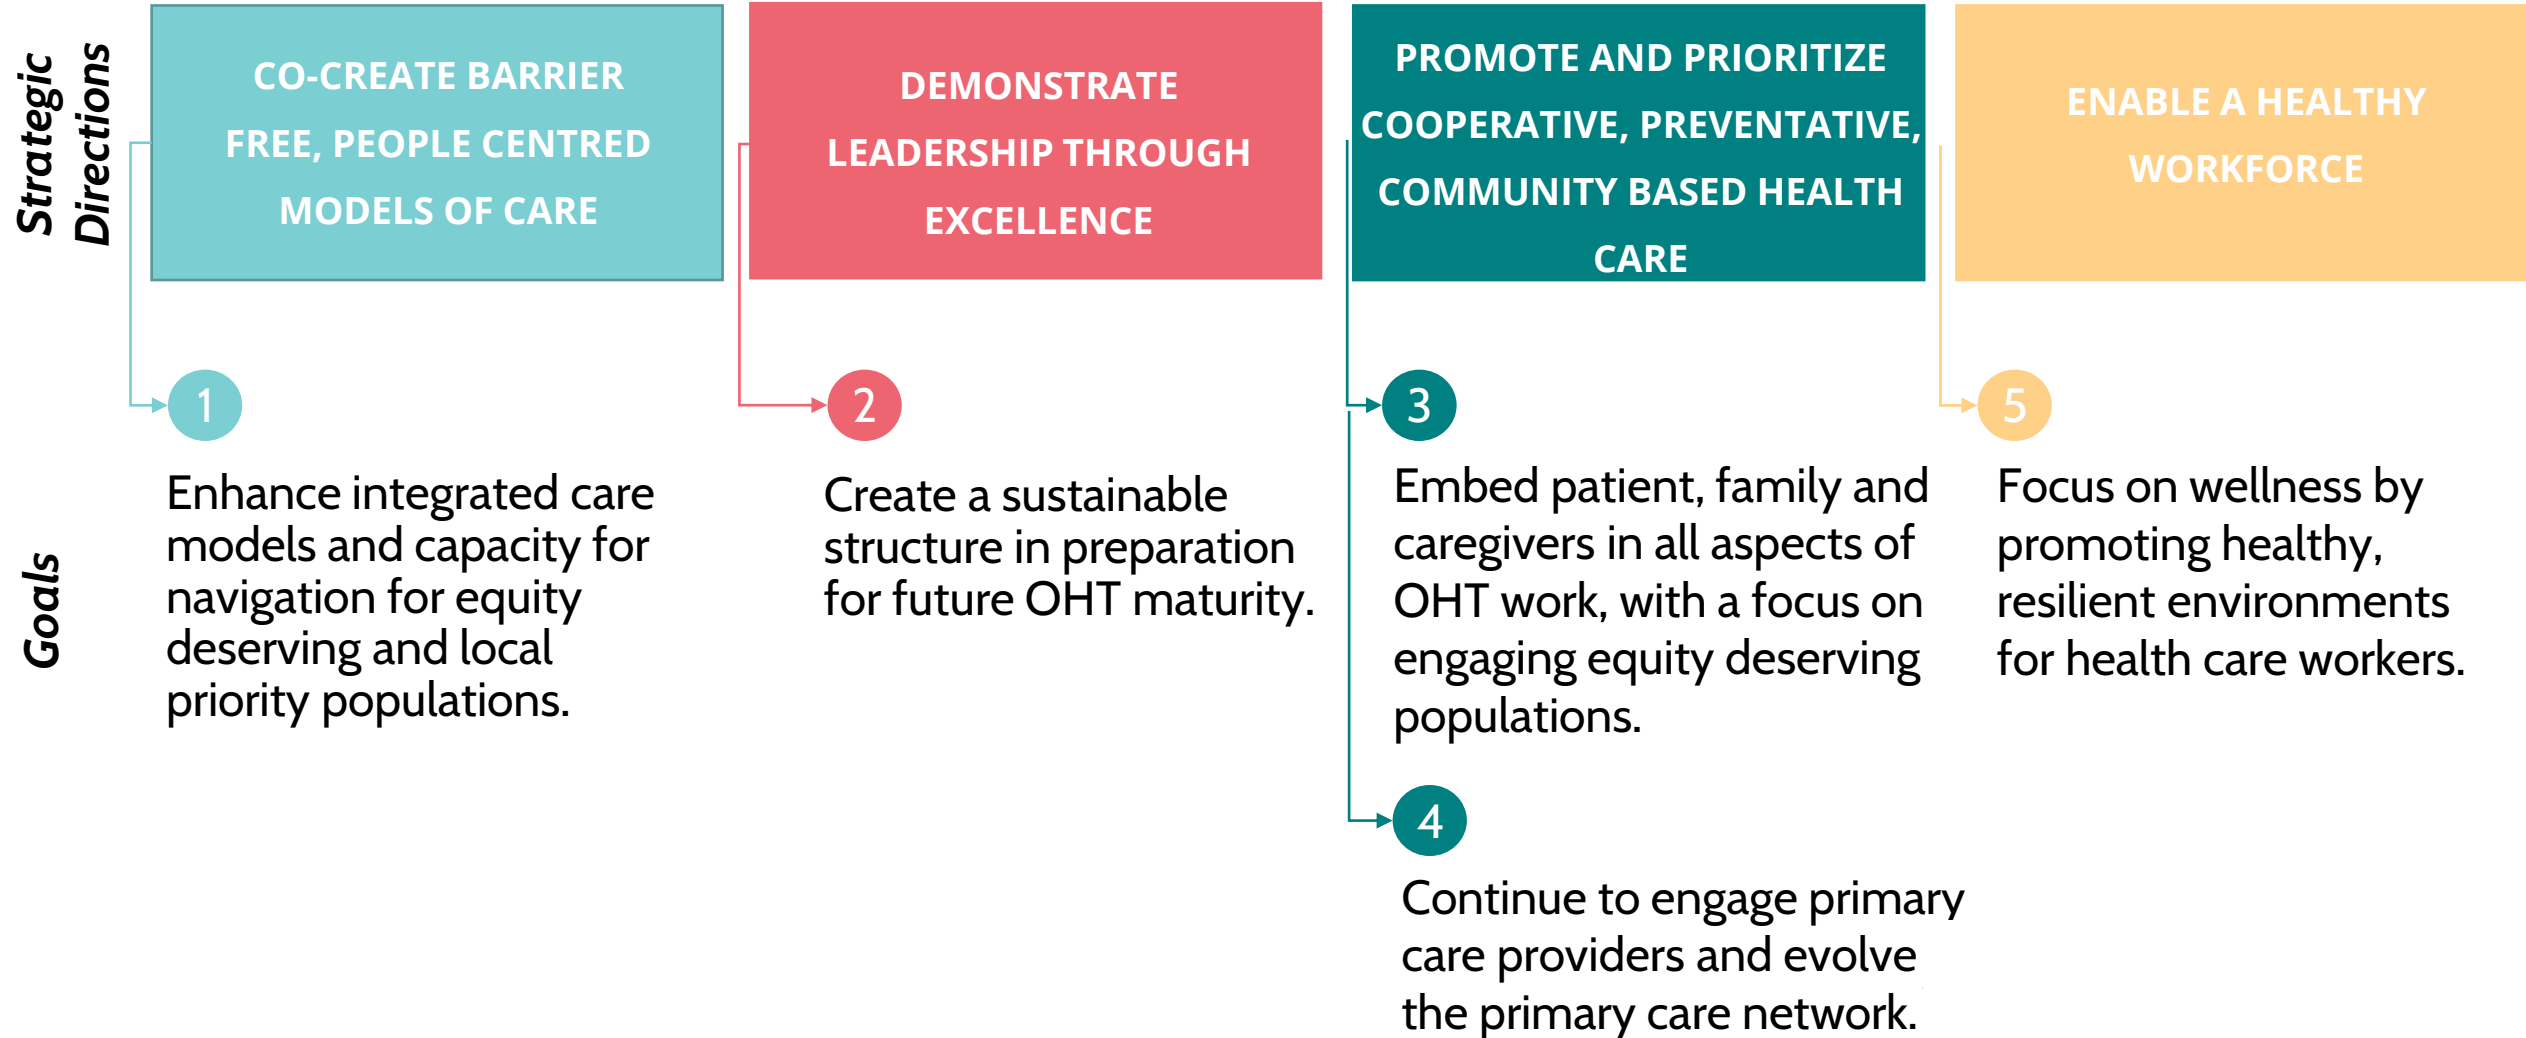 Strategic
Directions
CO-CREATE BARRIER
FREE, PEOPLE CENTRED
MODELS OF CARE
DEMONSTRATE
LEADERSHIP THROUGH
EXCELLENCE
PROMOTE AND PRIORITIZE
COOPERATIVE, PREVENTATIVE,
COMMUNITY BASED HEALTH
CARE
ENABLE A HEALTHY
WORKFORCE
Goals
1
Enhance integrated care
models and capacity for
navigation for equity
deserving and local
priority populations.
2
Create a sustainable
structure in preparation
for future OHT maturity.
3
Embed patient, family and
caregivers in all aspects of
OHT work, with a focus on
engaging equity deserving
populations.
4
Continue to engage primary
care providers and evolve
the primary care network.
5
Focus on wellness by
promoting healthy,
resilient environments
for health care workers.